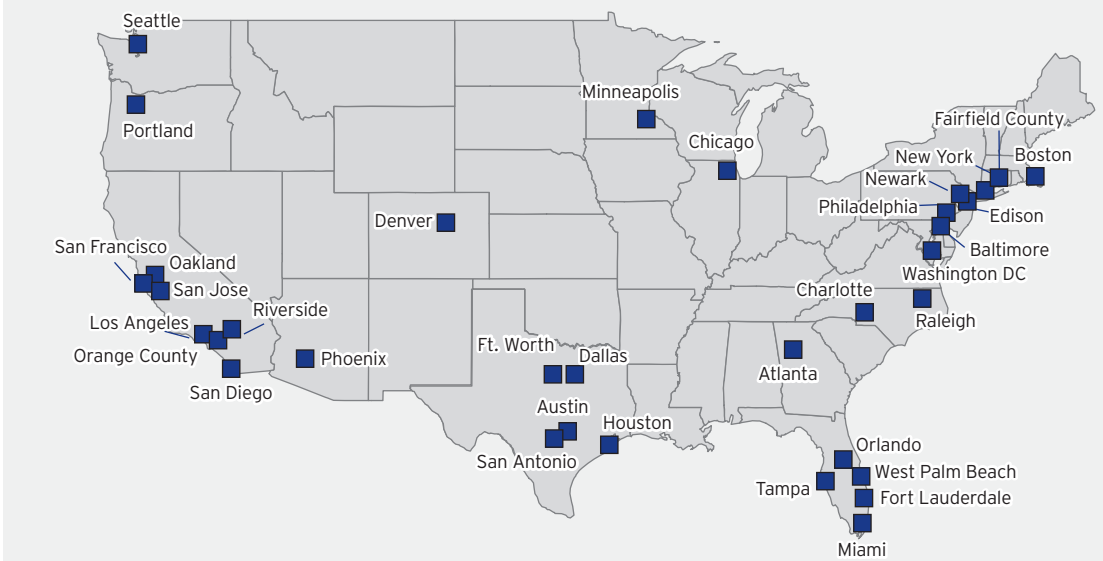 Seattle
Portland
Minneapolis
Chicago
Fairfield County
New York
Boston
Newark
Philadelphia
Edison
Baltimore
Washington DC
Denver
San Francisco
Oakland
San Jose
Los Angeles
Riverside
Orange County
San Diego
Phoenix
Charlotte
Raleigh
Atlanta
Ft. Worth
Dallas
Austin
Houston
San Antonio
Orlando
West Palm Beach
Tampa
Fort Lauderdale
Miami